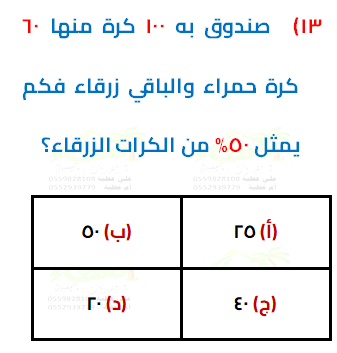 ١٣) صندوق به ١٠٠ كرة منها ٦٠
كرة حمراء والباقي زرقاء فكم
يمثل ٥٠% من الكرات الزرقاء؟
(أ) ٢٥
(ب) ٥٠
(ج) ٤٠
(د) ٢٠